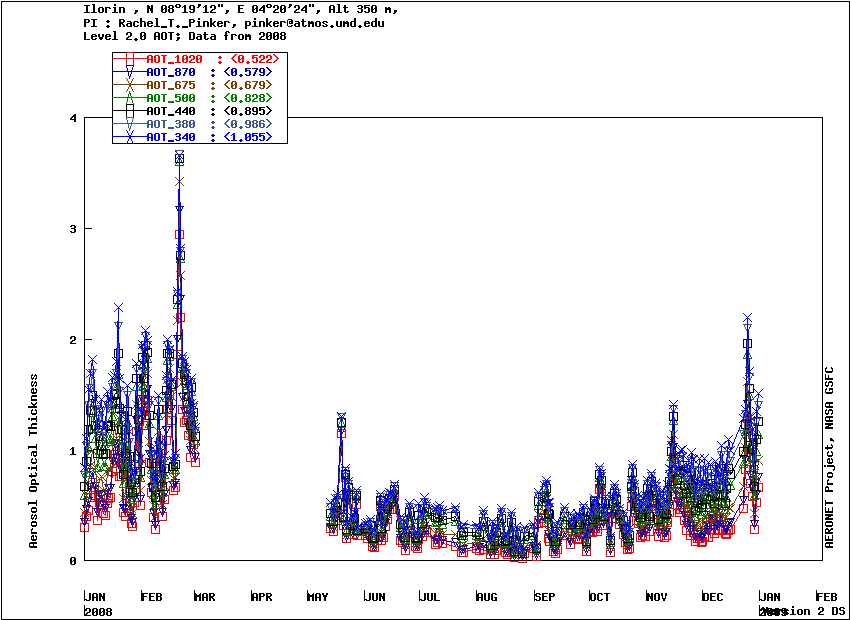 Ilorin , N 08°19'12", E 04°20'24", Alt 350 m,
PI : Rachel_T._Pinker, pinker@atmos.umd.edu
Level 2.0 AOT; Data from 2008
AOT_1020 : <0.522>
AOT_870 : <0.579>
AOT_675 : <0.679>
AOT_500 : <0.828>
AOT_440 : <0.895>
AOT_380 : <0.986>
AOT_340 : <1.055>
4
3
2
1
0
Aerosol Optical Thickness
AERONET Project, NASA GSFC
JAN FEB MAR APR MAY JUN JUL AUG SEP OCT NOV DEC JAN FEB
2008
Version 2 DS